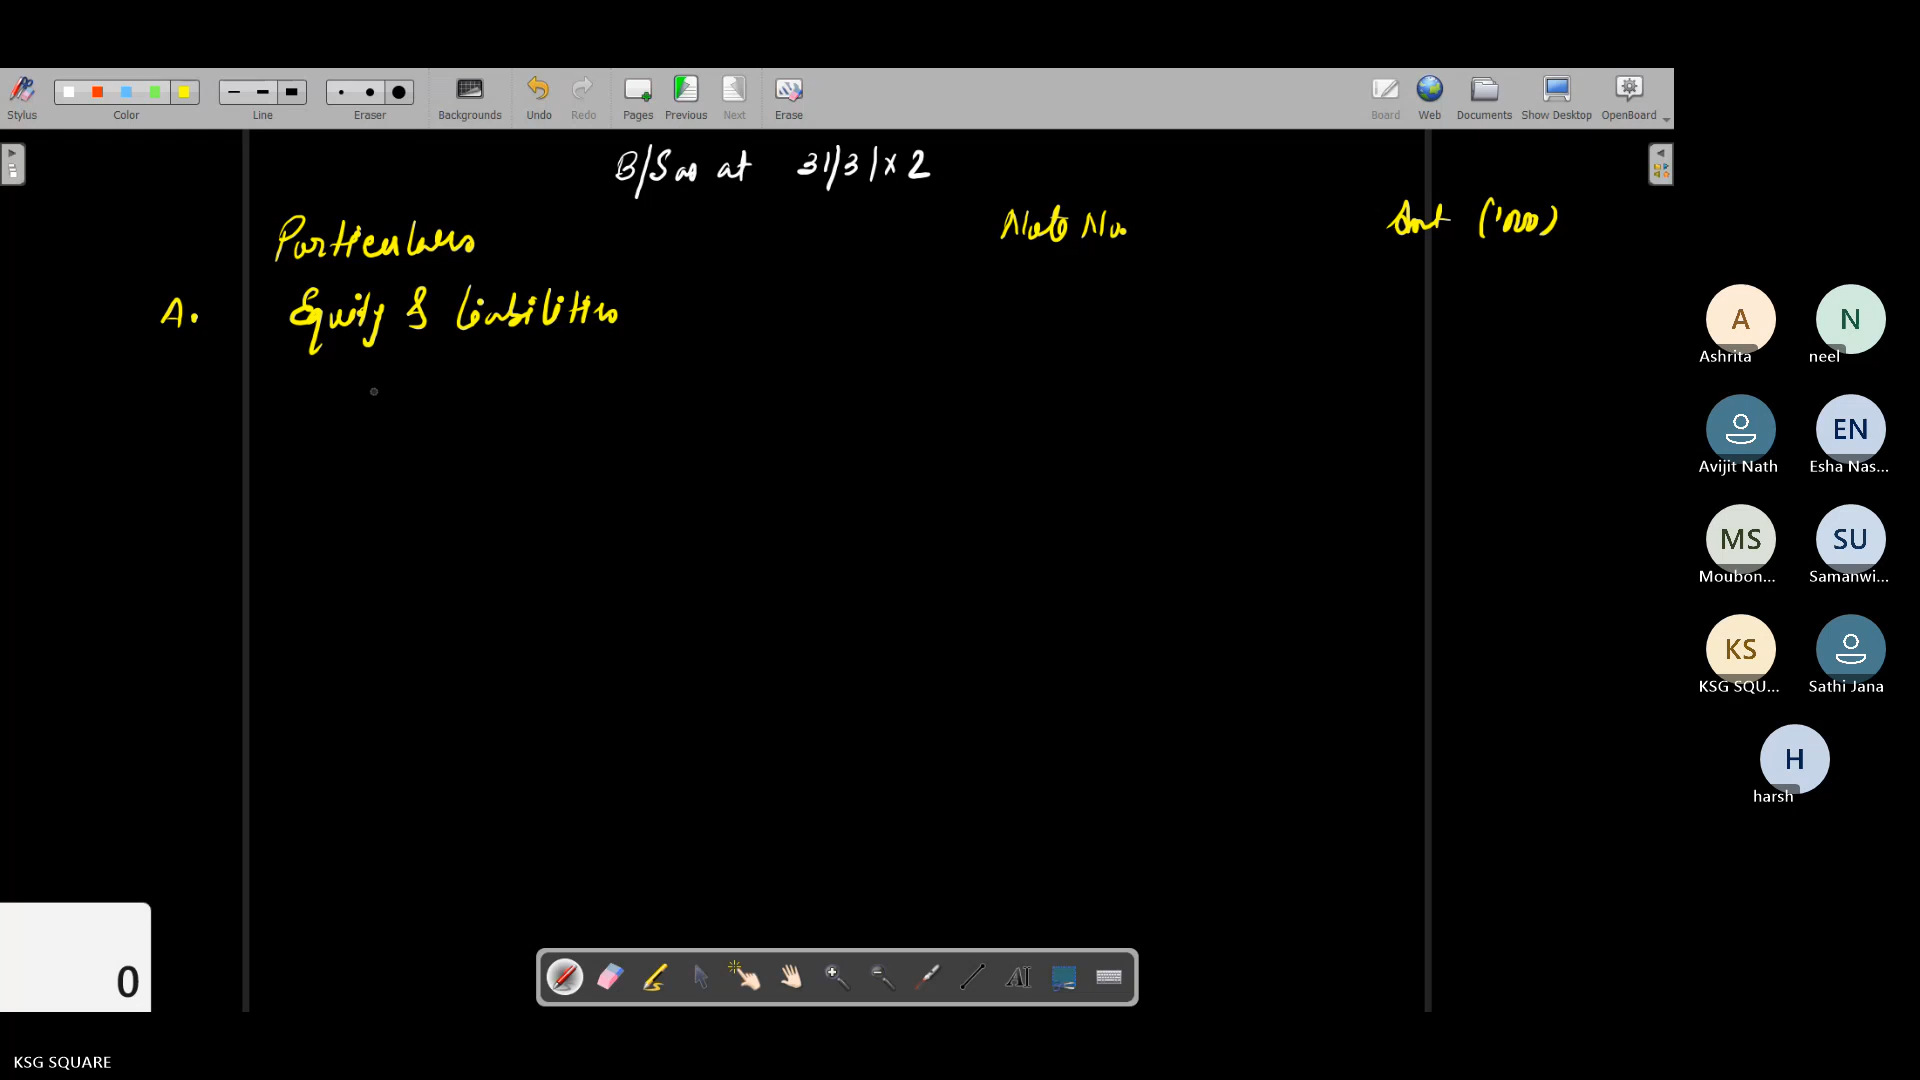 Stylus Color Line Eraser Backgrounds Undo Redo Pages Previous Next Erase Board Web Documents Show Desktop OpenBoard
B/S as at 31/3/x2
Particulars Note No. Amt ('000)
A. Equity & Liabilities
A N
Ashrita neel
EN
Avijit Nath Esha Nas...
MS SU
Moubon... Samanwi...
KS
KSG SQU... Sathi Jana
H
harsh
0
AI
KSG SQUARE